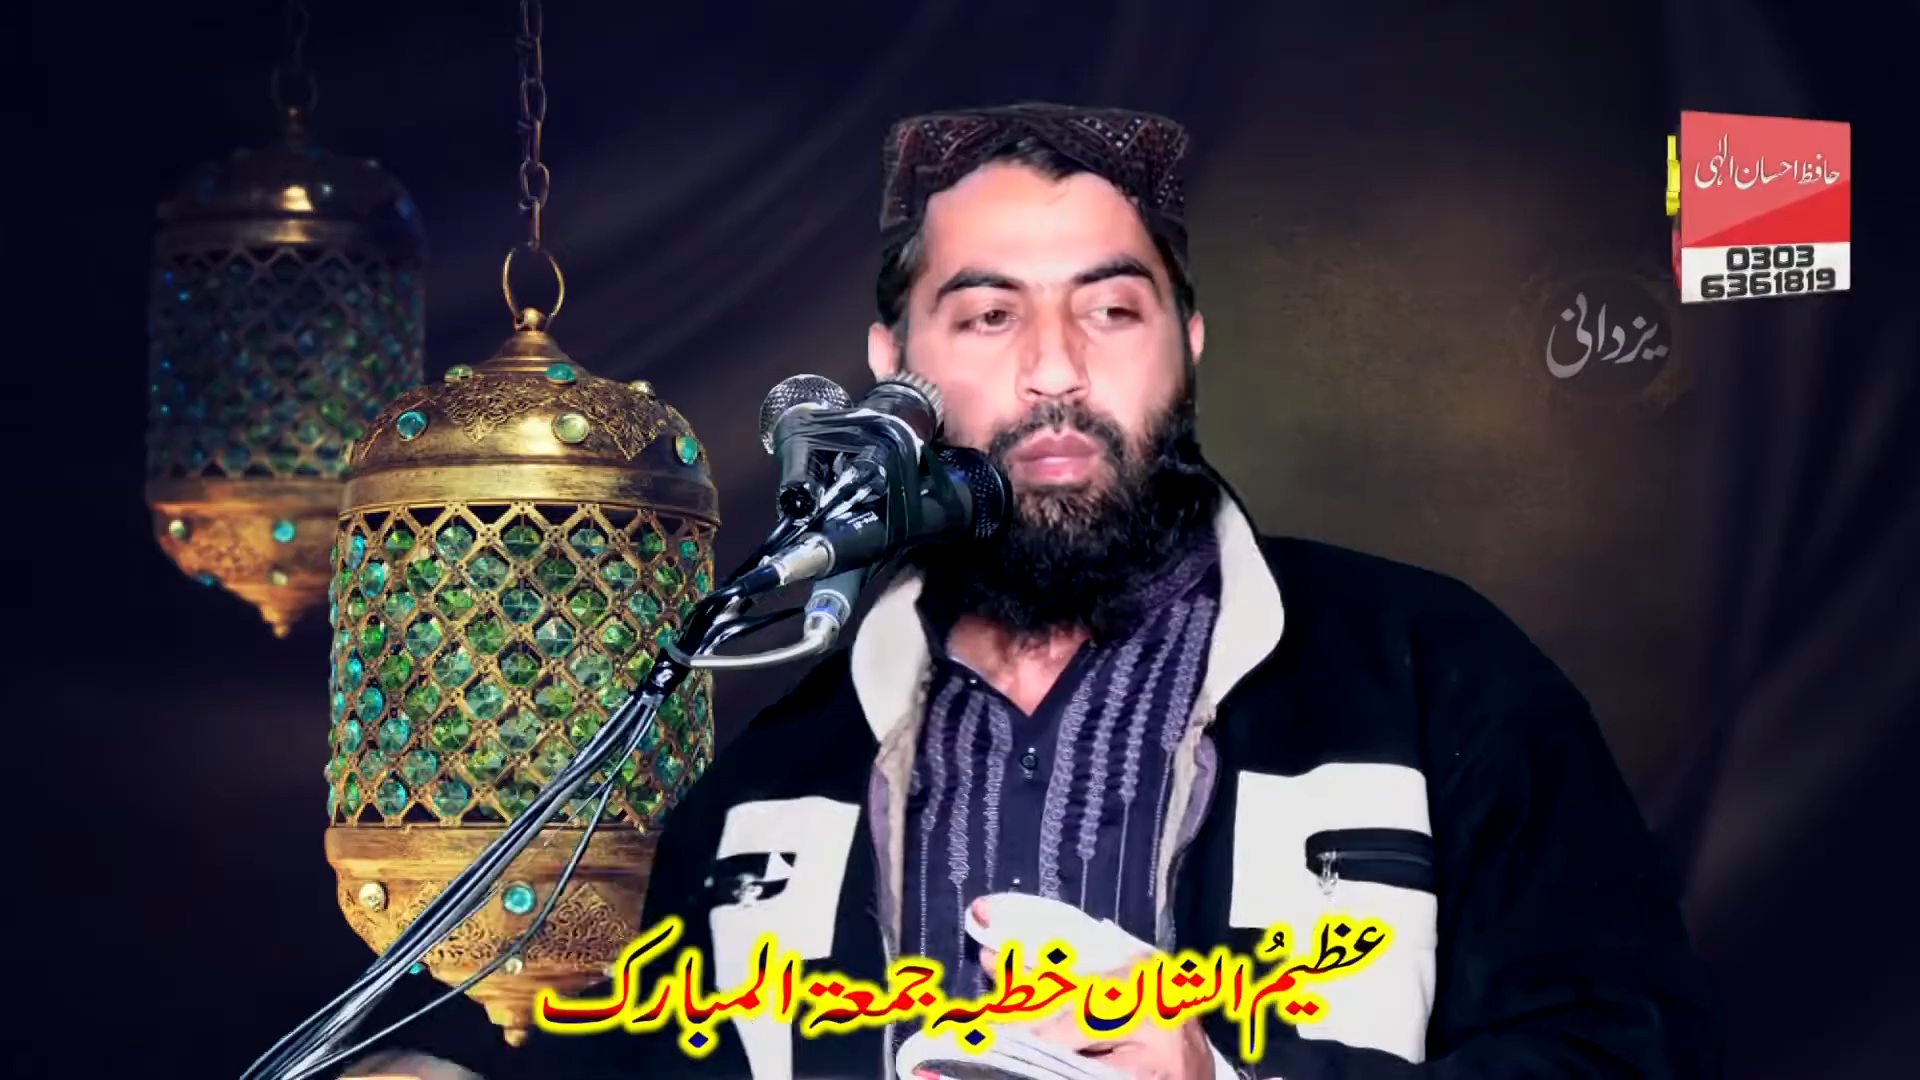 حافظ احسان الٰہی
0303
6361819
یزدانی
عظیمُ الشان خطبہ جمعۃ المبارک